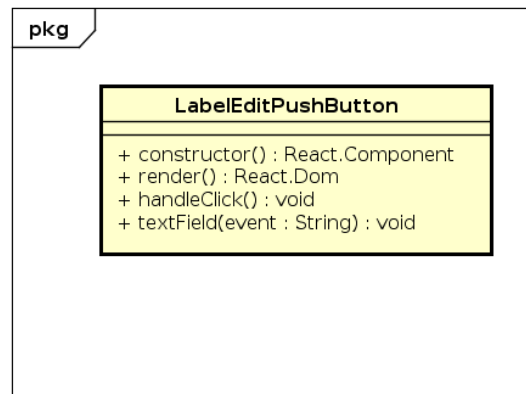 pkg
LabelEditPushButton
+ constructor() : React.Component
+ render() : React.Dom
+ handleClick() : void
+ textField(event : String) : void